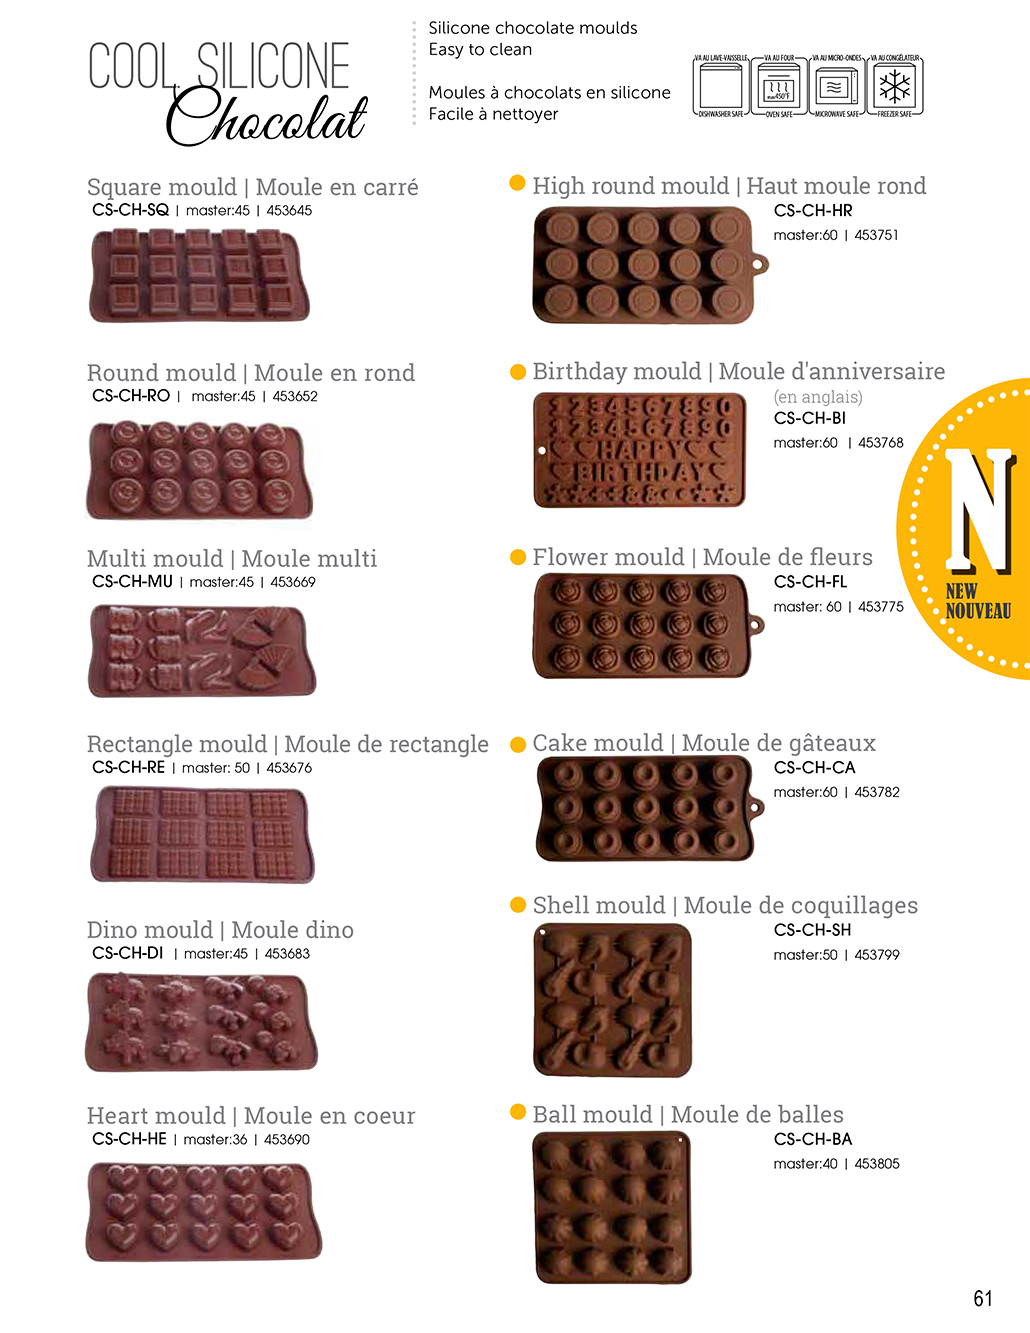 COOL SILICONE
Chocolat
Silicone chocolate moulds
Easy to clean
Moules à chocolats en silicone
Facile à nettoyer
VA AU LAVE-VAISSELLE
DISHWASHER SAFE
VA AU FOUR
max450°F
OVEN SAFE
VA AU MICRO-ONDES
MICROWAVE SAFE
VA AU CONGÉLATEUR
FREEZER SAFE
Square mould | Moule en carré
CS-CH-SQ | master:45 | 453645
Round mould | Moule en rond
CS-CH-RO | master:45 | 453652
Multi mould | Moule multi
CS-CH-MU | master:45 | 453669
Rectangle mould | Moule de rectangle
CS-CH-RE | master: 50 | 453676
Dino mould | Moule dino
CS-CH-DI | master:45 | 453683
Heart mould | Moule en coeur
CS-CH-HE | master:36 | 453690
High round mould | Haut moule rond
CS-CH-HR
master:60 | 453751
Birthday mould | Moule d'anniversaire
(en anglais)
CS-CH-BI
master:60 | 453768
1234567890
1234567890
HAPPY
BIRTHDAY
Flower mould | Moule de fleurs
CS-CH-FL
master: 60 | 453775
Cake mould | Moule de gâteaux
CS-CH-CA
master:60 | 453782
Shell mould | Moule de coquillages
CS-CH-SH
master:50 | 453799
Ball mould | Moule de balles
CS-CH-BA
master:40 | 453805
N
NEW
NOUVEAU
61